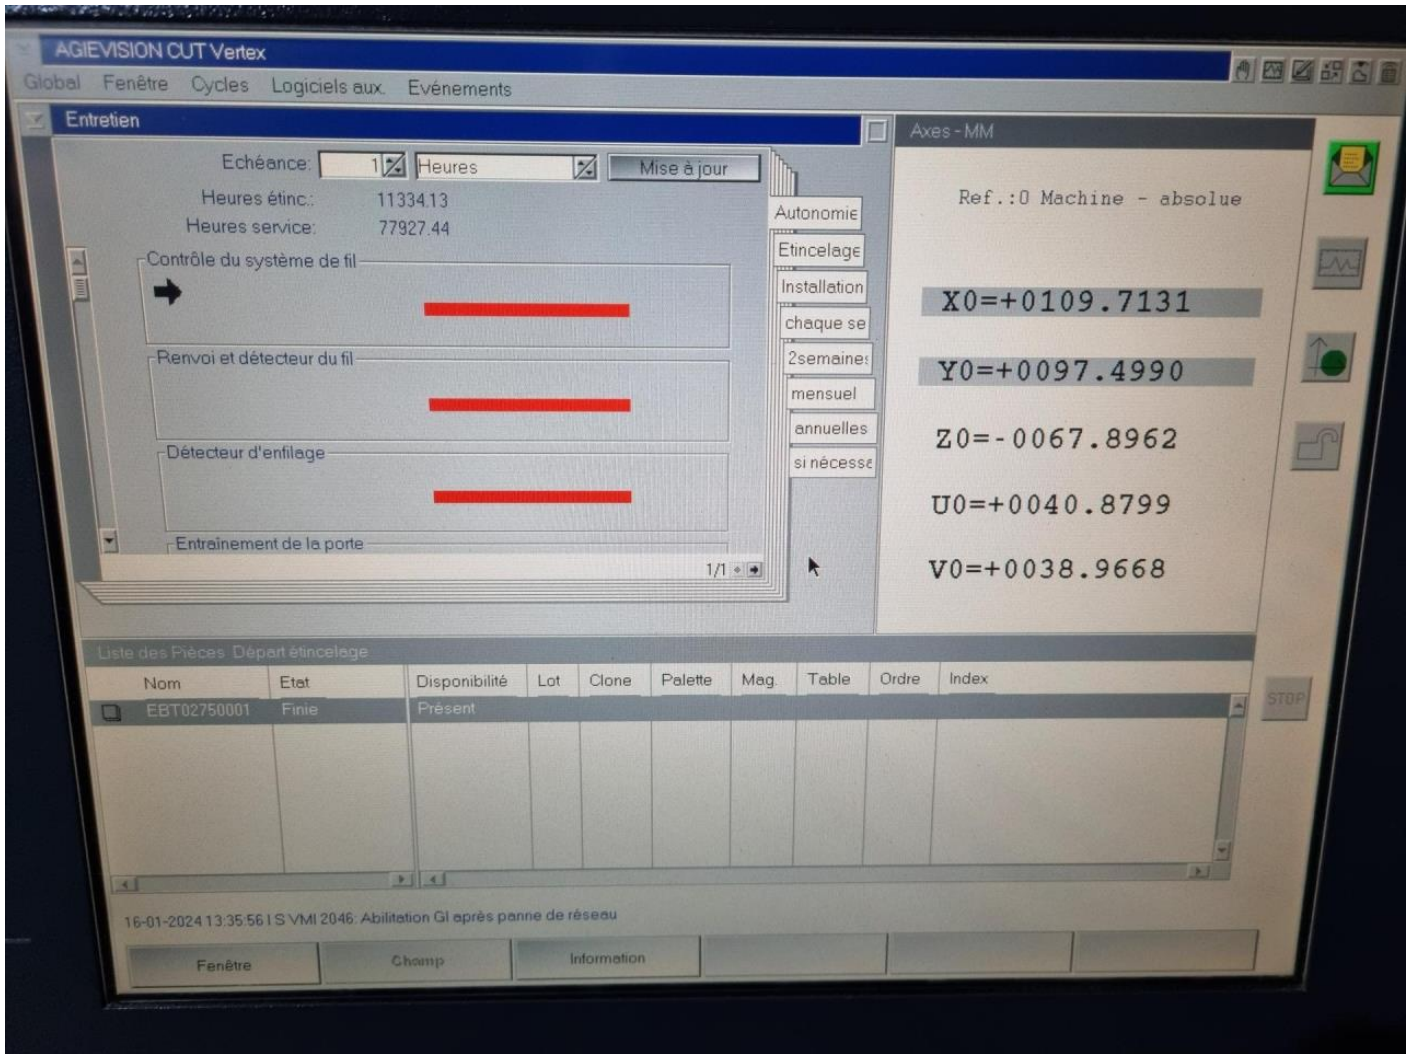 AGIEVISION CUT Vertex
Global Fenêtre Cycles Logiciels aux. Evénements
Entretien
Echéance: 1 Heures Mise à jour
Heures étinc.: 11334.13
Heures service: 77927.44
Contrôle du système de fil
Renvoi et détecteur du fil
Détecteur d'enfilage
Entraînement de la porte
1/1
Autonomie
Etincelage
Installation
chaque se
2semaines
mensuel
annuelles
si nécessa
Axes-MM
Ref.:0 Machine - absolue
X0=+0109.7131
Y0=+0097.4990
Z0=-0067.8962
U0=+0040.8799
V0=+0038.9668
STOP
Liste des Pièces Départ étincelage
Nom Etat Disponibilité Lot Clone Palette Mag. Table Ordre Index
EBT02750001 Finie Présent
16-01-2024 13:35:56 I S VMI 2046: Abilitation GI après panne de réseau
Fenêtre Champ Information